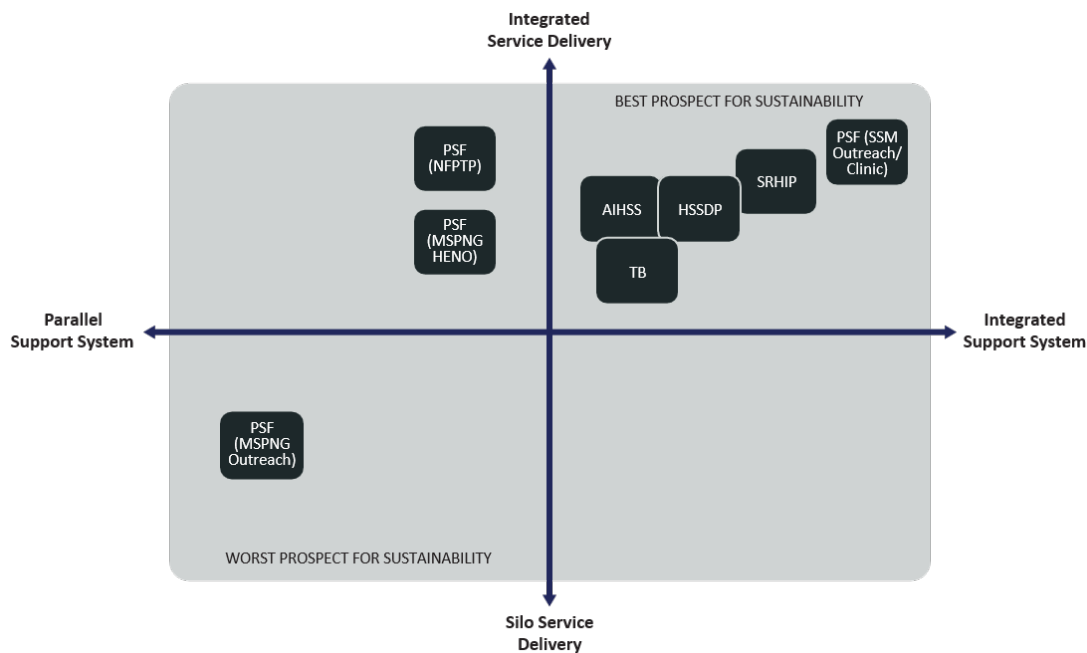 Integrated
Service Delivery
BEST PROSPECT FOR SUSTAINABILITY
PSF
(NFPTP)
PSF (SSM
Outreach/
Clinic)
SRHIP
AIHSS
HSSDP
PSF
(MSPNG
HENO)
TB
Parallel
Support System
Integrated
Support System
PSF
(MSPNG
Outreach)
WORST PROSPECT FOR SUSTAINABILITY
Silo Service
Delivery